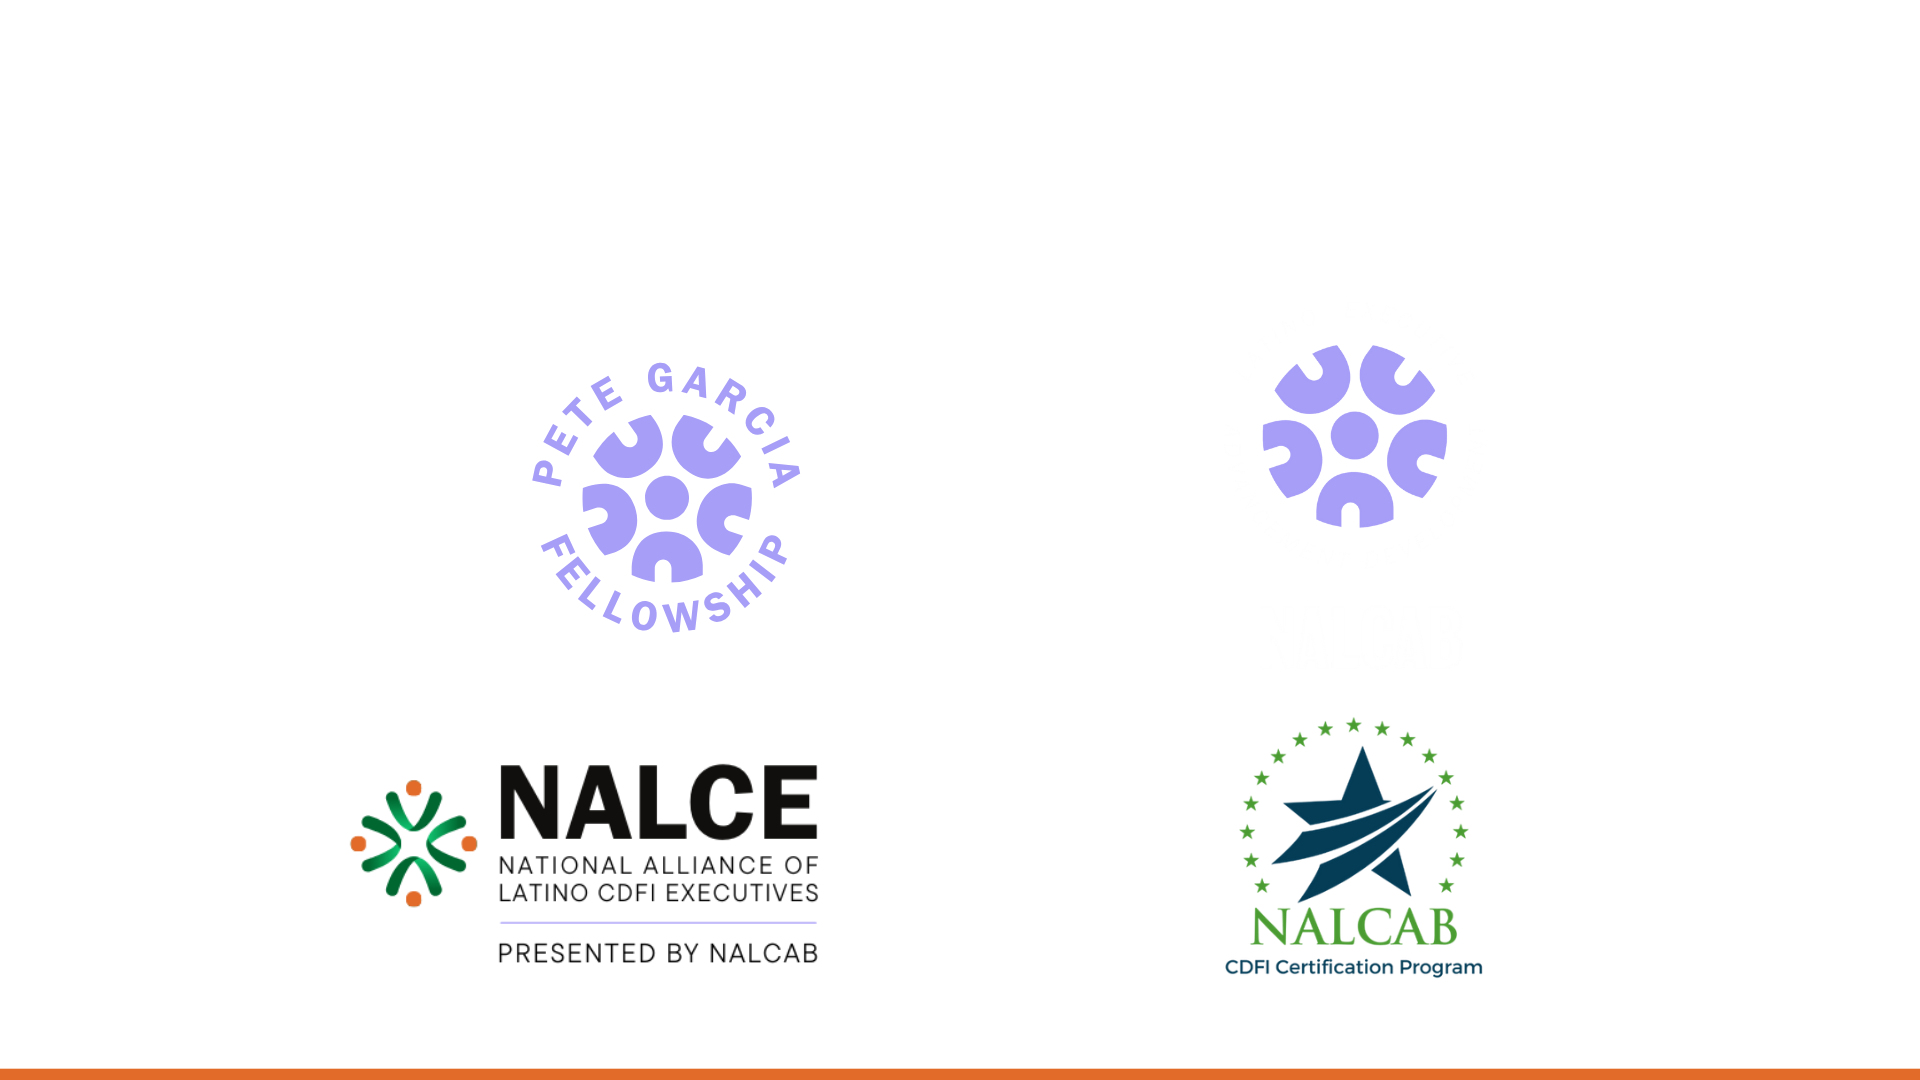 PETE GARCIA
FELLOWSHIP
NALCE
NATIONAL ALLIANCE OF
LATINO CDFI EXECUTIVES
PRESENTED BY NALCAB
NALCAB
CDFI Certification Program